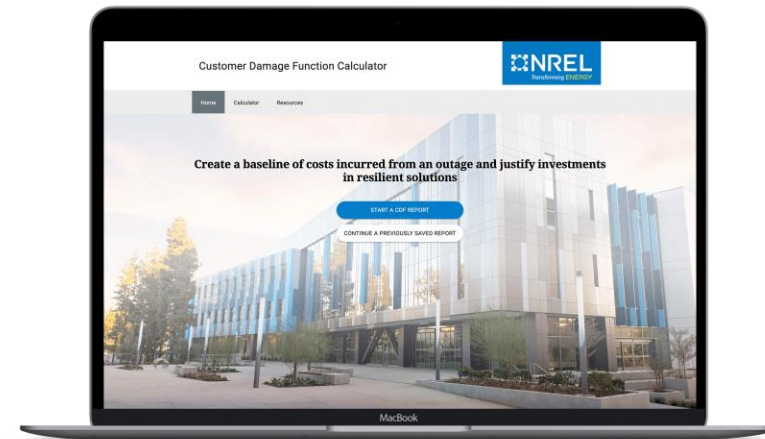 Customer Damage Function Calculator
NREL
Transforming ENERGY
Home Calculator Resources
Create a baseline of costs incurred from an outage and justify investments
in resilient solutions
START A CDF REPORT
CONTINUE A PREVIOUSLY SAVED REPORT
MacBook